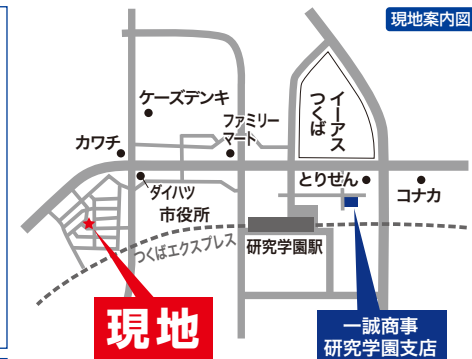 現地案内図
ケーズデンキ
ファミリー
マート
イーアス
つくば
カワチ
とりせん
コナカ
ダイハツ
市役所
つくばエクスプレス
研究学園駅
現地
一誠商事
研究学園支店